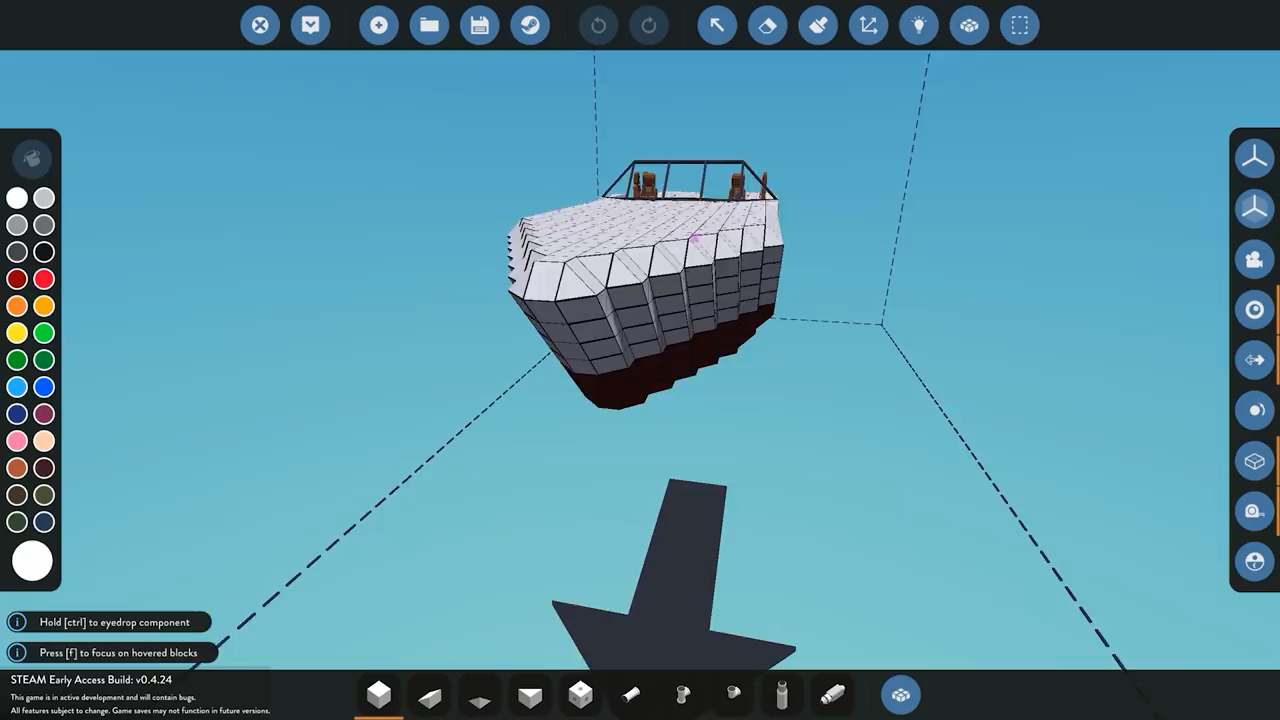 Hold [ctrl] to eyedrop component
Press [f] to focus on hovered blocks
STEAM Early Access Build: v0.4.24
This game is in active development and will contain bugs.
All features subject to change. Game saves may not function in future versions.